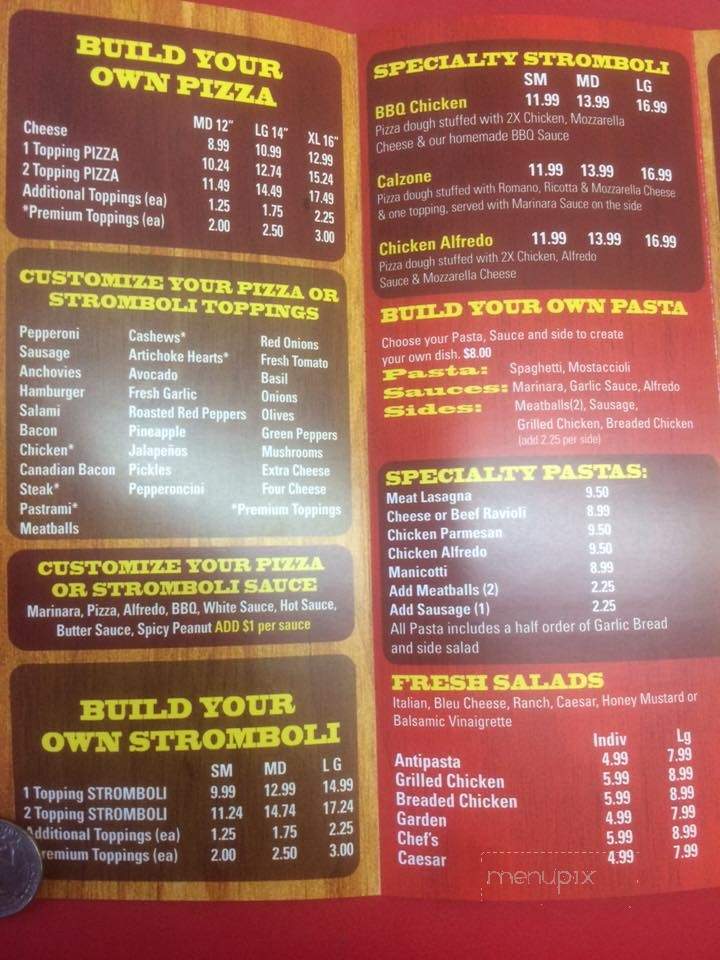 BUILD YOUR
OWN PIZZA
MD 12" LG 14" XL 16"
Cheese 8.99 10.99 12.99
1 Topping PIZZA 10.24 12.74 15.24
2 Topping PIZZA 11.49 14.49 17.49
Additional Toppings (ea) 1.25 1.75 2.25
*Premium Toppings (ea) 2.00 2.50 3.00
CUSTOMIZE YOUR PIZZA OR
STROMBOLI TOPPINGS
Pepperoni Cashews* Red Onions
Sausage Artichoke Hearts* Fresh Tomato
Anchovies Avocado Basil
Hamburger Fresh Garlic Onions
Salami Roasted Red Peppers Olives
Bacon Pineapple Green Peppers
Chicken* Jalapeños Mushrooms
Canadian Bacon Pickles Extra Cheese
Steak* Pepperoncini Four Cheese
Pastrami* *Premium Toppings
Meatballs
CUSTOMIZE YOUR PIZZA
OR STROMBOLI SAUCE
Marinara, Pizza, Alfredo, BBQ, White Sauce, Hot Sauce,
Butter Sauce, Spicy Peanut ADD $1 per sauce
BUILD YOUR
OWN STROMBOLI
SM MD LG
1 Topping STROMBOLI 9.99 12.99 14.99
2 Topping STROMBOLI 11.24 14.74 17.24
Additional Toppings (ea) 1.25 1.75 2.25
remium Toppings (ea) 2.00 2.50 3.00
SPECIALTY STROMBOLI
SM MD LG
BBQ Chicken 11.99 13.99 16.99
Pizza dough stuffed with 2X Chicken, Mozzarella
Cheese & our homemade BBQ Sauce
Calzone 11.99 13.99 16.99
Pizza dough stuffed with Romano, Ricotta & Mozzarella Cheese
& one topping, served with Marinara Sauce on the side
Chicken Alfredo 11.99 13.99 16.99
Pizza dough stuffed with 2X Chicken, Alfredo
Sauce & Mozzarella Cheese
BUILD YOUR OWN PASTA
Choose your Pasta, Sauce and side to create
your own dish. $8.00
Pasta: Spaghetti, Mostaccioli
Sauces: Marinara, Garlic Sauce, Alfredo
Sides: Meatballs(2), Sausage,
Grilled Chicken, Breaded Chicken
(add 2.25 per side)
SPECIALTY PASTAS:
Meat Lasagna 9.50
Cheese or Beef Ravioli 8.99
Chicken Parmesan 9.50
Chicken Alfredo 9.50
Manicotti 8.99
Add Meatballs (2) 2.25
Add Sausage (1) 2.25
All Pasta includes a half order of Garlic Bread
and side salad
FRESH SALADS
Italian, Bleu Cheese, Ranch, Caesar, Honey Mustard or
Balsamic Vinaigrette
Indiv Lg
Antipasta 4.99 7.99
Grilled Chicken 5.99 8.99
Breaded Chicken 5.99 8.99
Garden 4.99 7.99
Chef's 5.99 8.99
Caesar 4.99 7.99
menupix